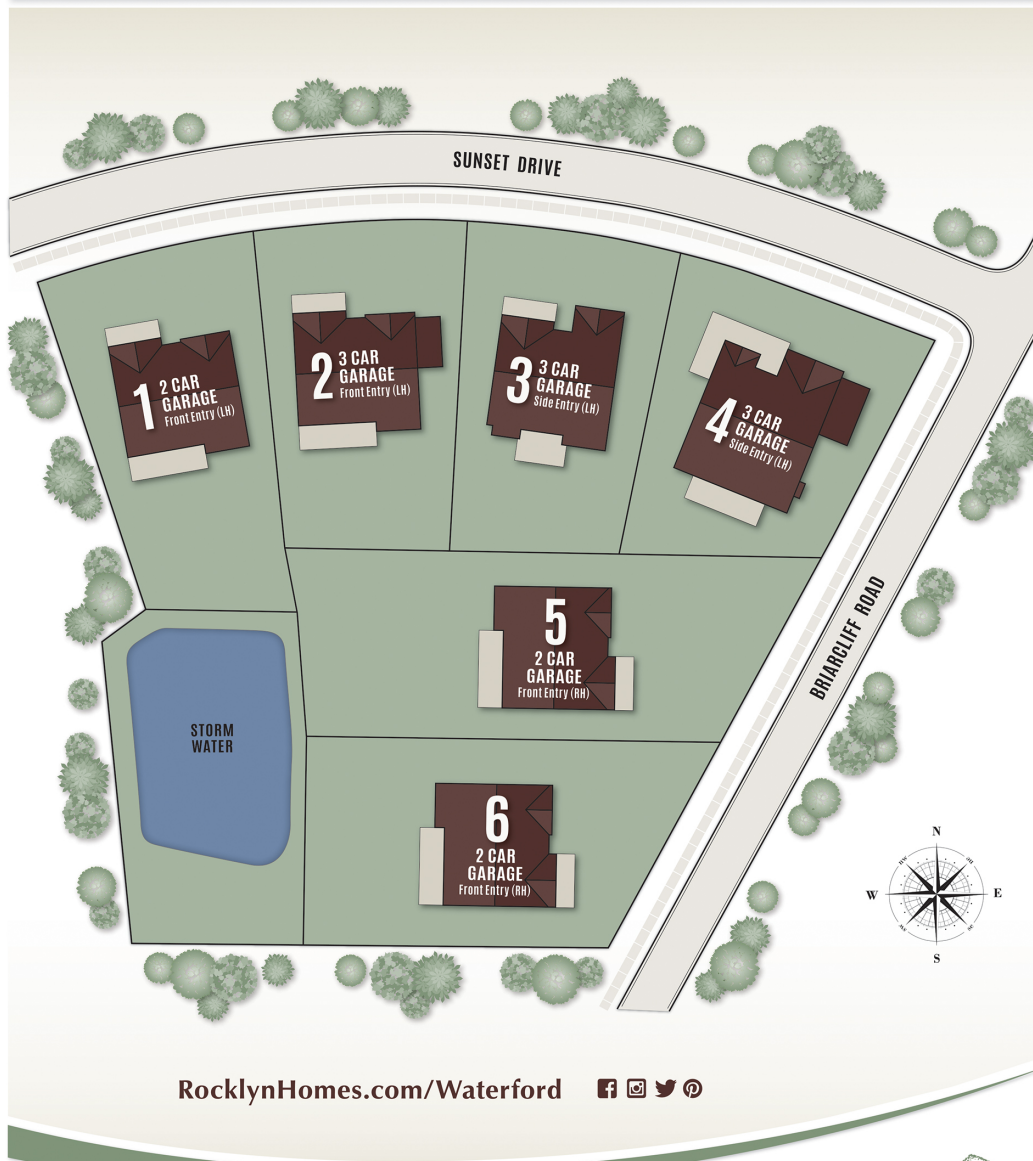 SUNSET DRIVE
1
2 CAR
GARAGE
Front Entry (LH)
2
3 CAR
GARAGE
Front Entry (LH)
3
3 CAR
GARAGE
Side Entry (LH)
4
3 CAR
GARAGE
Side Entry (LH)
5
2 CAR
GARAGE
Front Entry (RH)
BRIARCLIFF ROAD
STORM
WATER
6
2 CAR
GARAGE
Front Entry (RH)
N
W
E
S
RocklynHomes.com/Waterford